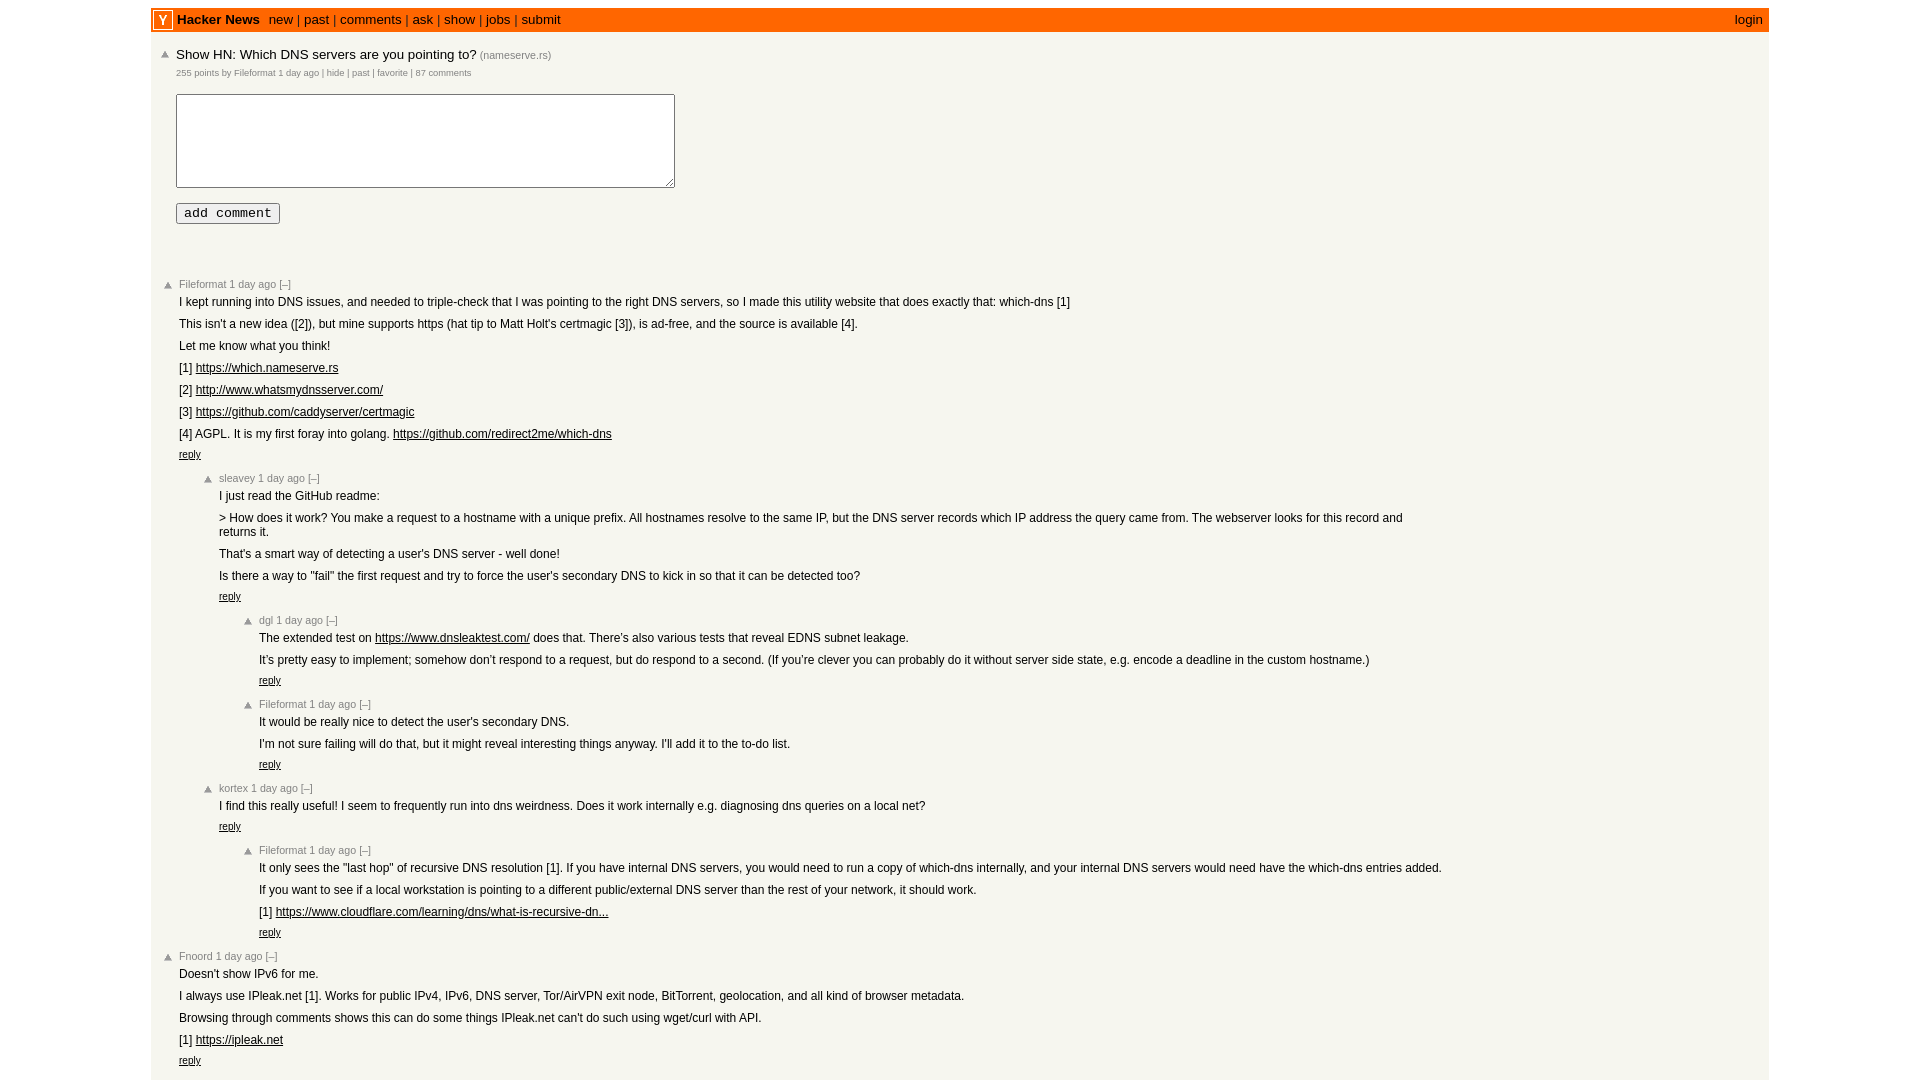 Y Hacker News new | past | comments | ask | show | jobs | submit login
Show HN: Which DNS servers are you pointing to? (nameserve.rs)
255 points by Fileformat 1 day ago | hide | past | favorite | 87 comments
add comment
Fileformat 1 day ago [–]
I kept running into DNS issues, and needed to triple-check that I was pointing to the right DNS servers, so I made this utility website that does exactly that: which-dns [1]
This isn't a new idea ([2]), but mine supports https (hat tip to Matt Holt's certmagic [3]), is ad-free, and the source is available [4].
Let me know what you think!
[1] https://which.nameserve.rs
[2] http://www.whatsmydnsserver.com/
[3] https://github.com/caddyserver/certmagic
[4] AGPL. It is my first foray into golang. https://github.com/redirect2me/which-dns
reply
sleavey 1 day ago [–]
I just read the GitHub readme:
> How does it work? You make a request to a hostname with a unique prefix. All hostnames resolve to the same IP, but the DNS server records which IP address the query came from. The webserver looks for this record and
returns it.
That's a smart way of detecting a user's DNS server - well done!
Is there a way to "fail" the first request and try to force the user's secondary DNS to kick in so that it can be detected too?
reply
dgl 1 day ago [–]
The extended test on https://www.dnsleaktest.com/ does that. There’s also various tests that reveal EDNS subnet leakage.
It’s pretty easy to implement; somehow don’t respond to a request, but do respond to a second. (If you’re clever you can probably do it without server side state, e.g. encode a deadline in the custom hostname.)
reply
Fileformat 1 day ago [–]
It would be really nice to detect the user's secondary DNS.
I'm not sure failing will do that, but it might reveal interesting things anyway. I'll add it to the to-do list.
reply
kortex 1 day ago [–]
I find this really useful! I seem to frequently run into dns weirdness. Does it work internally e.g. diagnosing dns queries on a local net?
reply
Fileformat 1 day ago [–]
It only sees the "last hop" of recursive DNS resolution [1]. If you have internal DNS servers, you would need to run a copy of which-dns internally, and your internal DNS servers would need have the which-dns entries added.
If you want to see if a local workstation is pointing to a different public/external DNS server than the rest of your network, it should work.
[1] https://www.cloudflare.com/learning/dns/what-is-recursive-dn...
reply
Fnoord 1 day ago [–]
Doesn't show IPv6 for me.
I always use IPleak.net [1]. Works for public IPv4, IPv6, DNS server, Tor/AirVPN exit node, BitTorrent, geolocation, and all kind of browser metadata.
Browsing through comments shows this can do some things IPleak.net can't do such using wget/curl with API.
[1] https://ipleak.net
reply